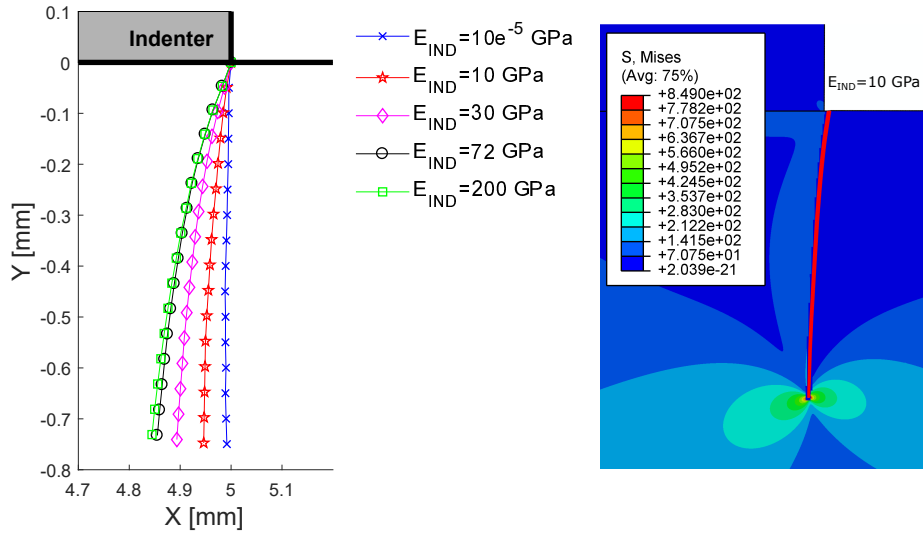 0.1
0
-0.1
-0.2
-0.3
-0.4
-0.5
-0.6
-0.7
-0.8
Y [mm]
4.7 4.8 4.9 5 5.1
X [mm]
Indenter
E_IND=10e^-5 GPa
E_IND=10 GPa
E_IND=30 GPa
E_IND=72 GPa
E_IND=200 GPa
S, Mises
(Avg: 75%)
+8.490e+02
+7.782e+02
+7.075e+02
+6.367e+02
+5.660e+02
+4.952e+02
+4.245e+02
+3.537e+02
+2.830e+02
+2.122e+02
+1.415e+02
+7.075e+01
+2.039e-21
E_IND=10 GPa